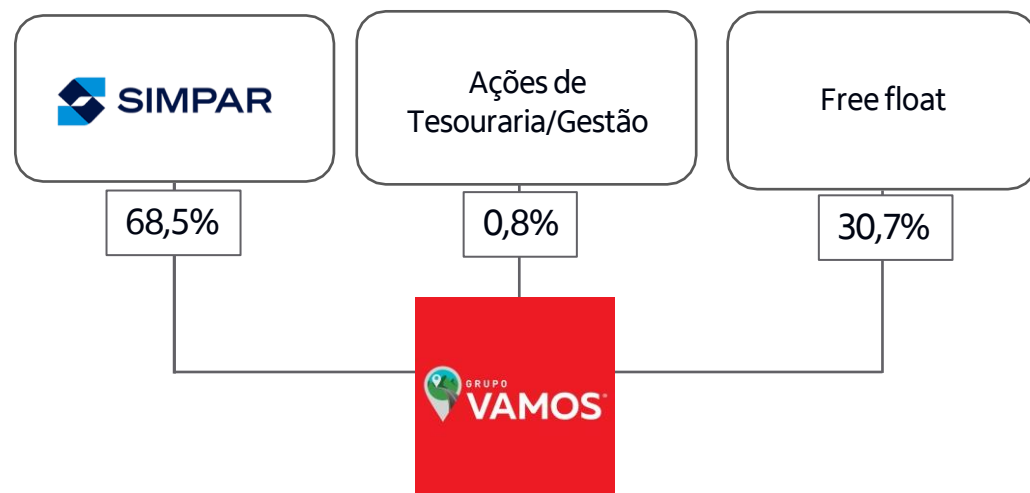 SIMPAR
Ações de
Tesouraria/Gestão
Free float
68,5%
0,8%
30,7%
GRUPO
VAMOS